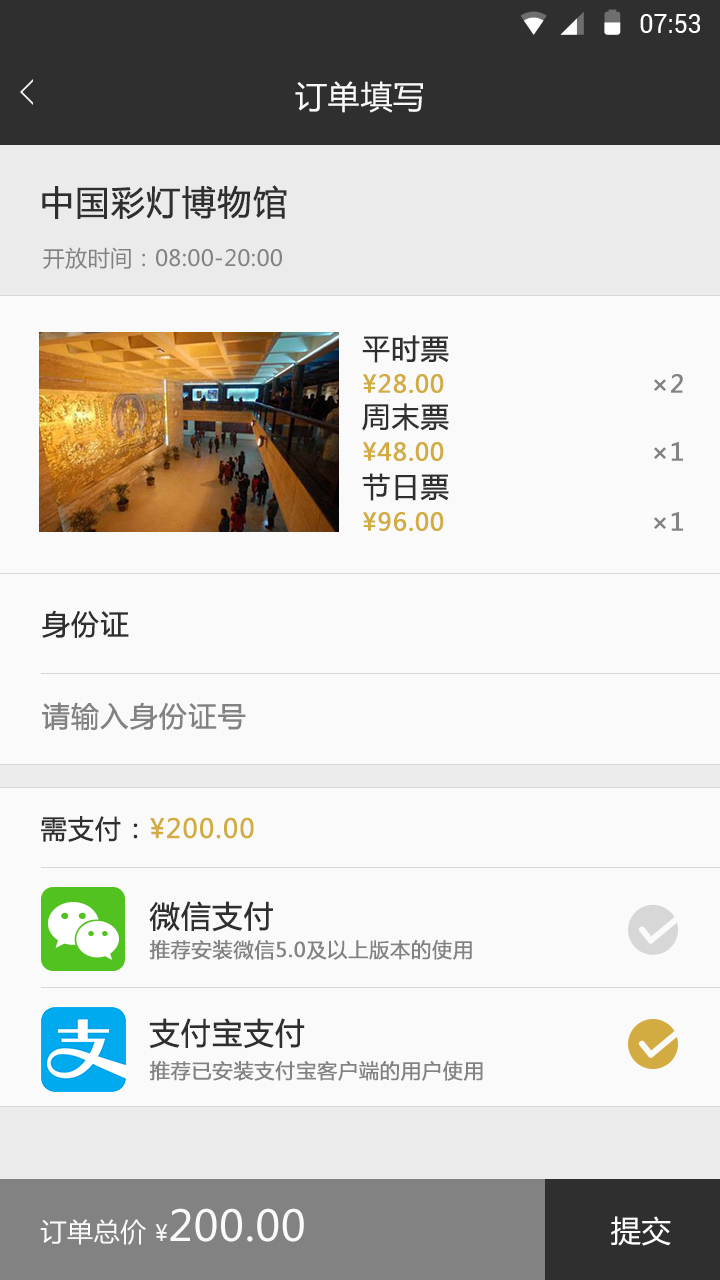 07:53
订单填写
中国彩灯博物馆
开放时间：08:00-20:00
平时票
¥28.00 ×2
周末票
¥48.00 ×1
节日票
¥96.00 ×1
身份证
请输入身份证号
需支付：¥200.00
微信支付
推荐安装微信5.0及以上版本的使用
支
支付宝支付
推荐已安装支付宝客户端的用户使用
订单总价 ¥200.00
提交